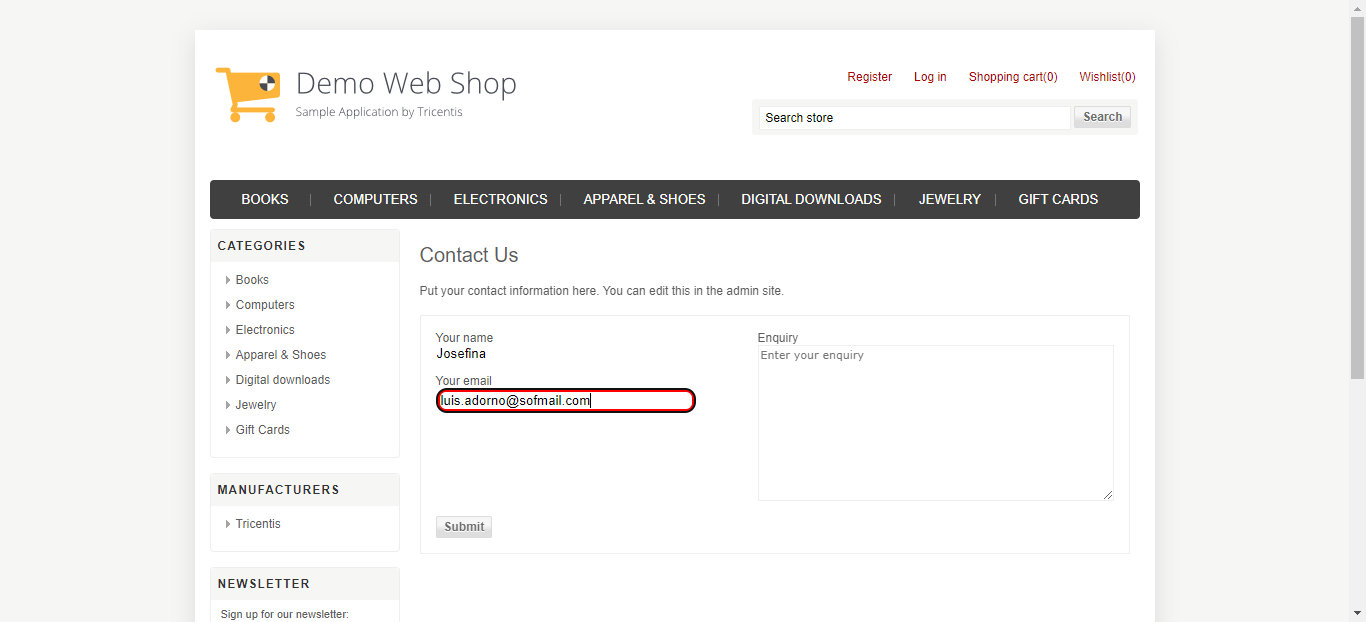 Demo Web Shop
Sample Application by Tricentis
Register Log in Shopping cart(0) Wishlist(0)
Search store Search
BOOKS COMPUTERS ELECTRONICS APPAREL & SHOES DIGITAL DOWNLOADS JEWELRY GIFT CARDS
CATEGORIES
Books
Computers
Electronics
Apparel & Shoes
Digital downloads
Jewelry
Gift Cards
MANUFACTURERS
Tricentis
NEWSLETTER
Sign up for our newsletter:
Contact Us
Put your contact information here. You can edit this in the admin site.
Your name
Josefina
Your email
luis.adorno@sofmail.com
Enquiry
Enter your enquiry
Submit